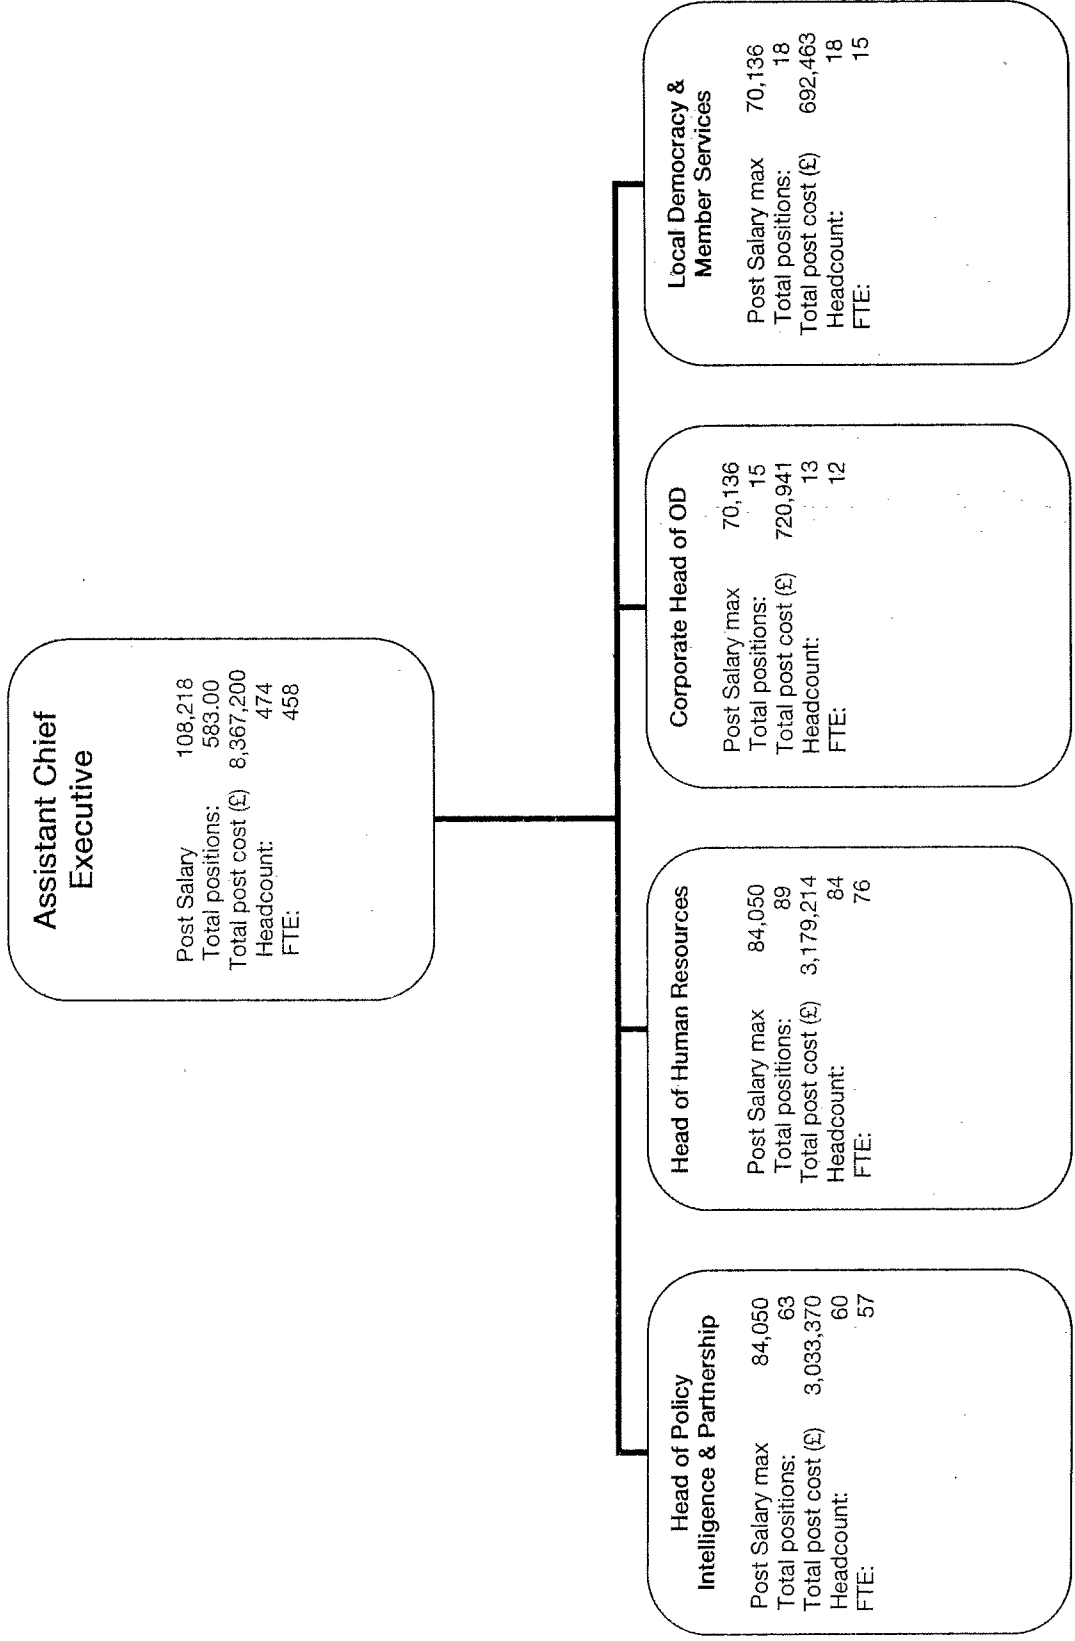 Assistant Chief
Executive
Post Salary 108,218
Total positions: 583.00
Total post cost (£) 8,367,200
Headcount: 474
FTE: 458
Head of Policy
Intelligence & Partnership
Post Salary max 84,050
Total positions: 63
Total post cost (£) 3,033,370
Headcount: 60
FTE: 57
Head of Human Resources
Post Salary max 84,050
Total positions: 89
Total post cost (£) 3,179,214
Headcount: 84
FTE: 76
Corporate Head of OD
Post Salary max 70,136
Total positions: 15
Total post cost (£) 720,941
Headcount: 13
FTE: 12
Local Democracy &
Member Services
Post Salary max 70,136
Total positions: 18
Total post cost (£) 692,463
Headcount: 18
FTE: 15